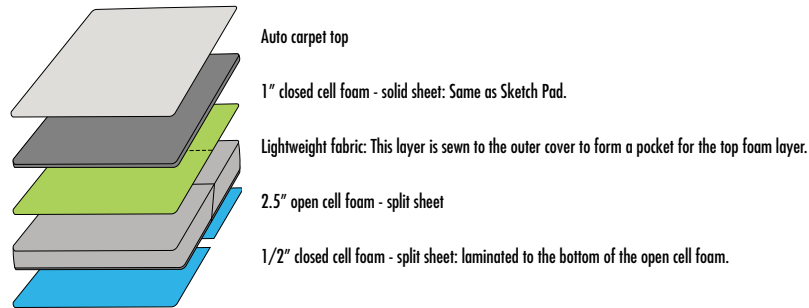 Auto carpet top
1” closed cell foam - solid sheet: Same as Sketch Pad.
Lightweight fabric: This layer is sewn to the outer cover to form a pocket for the top foam layer.
2.5” open cell foam - split sheet
1/2” closed cell foam - split sheet: laminated to the bottom of the open cell foam.